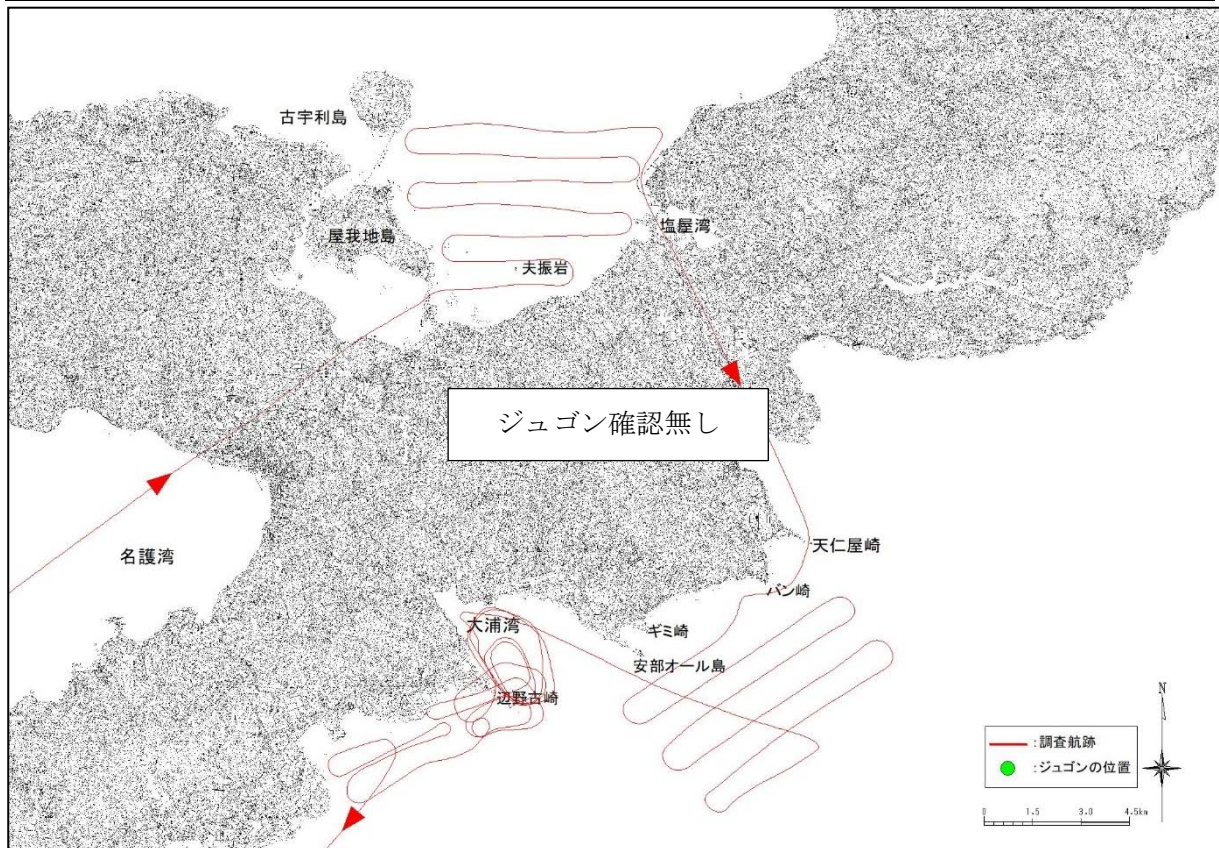 古宇利島
屋我地島
塩屋湾
夫振岩
ジュゴン確認無し
名護湾
天仁屋崎
バン崎
大浦湾
ギミ崎
安部オール島
辺野古崎
N
:調査航跡
:ジュゴンの位置
0 1.5 3.0 4.5km